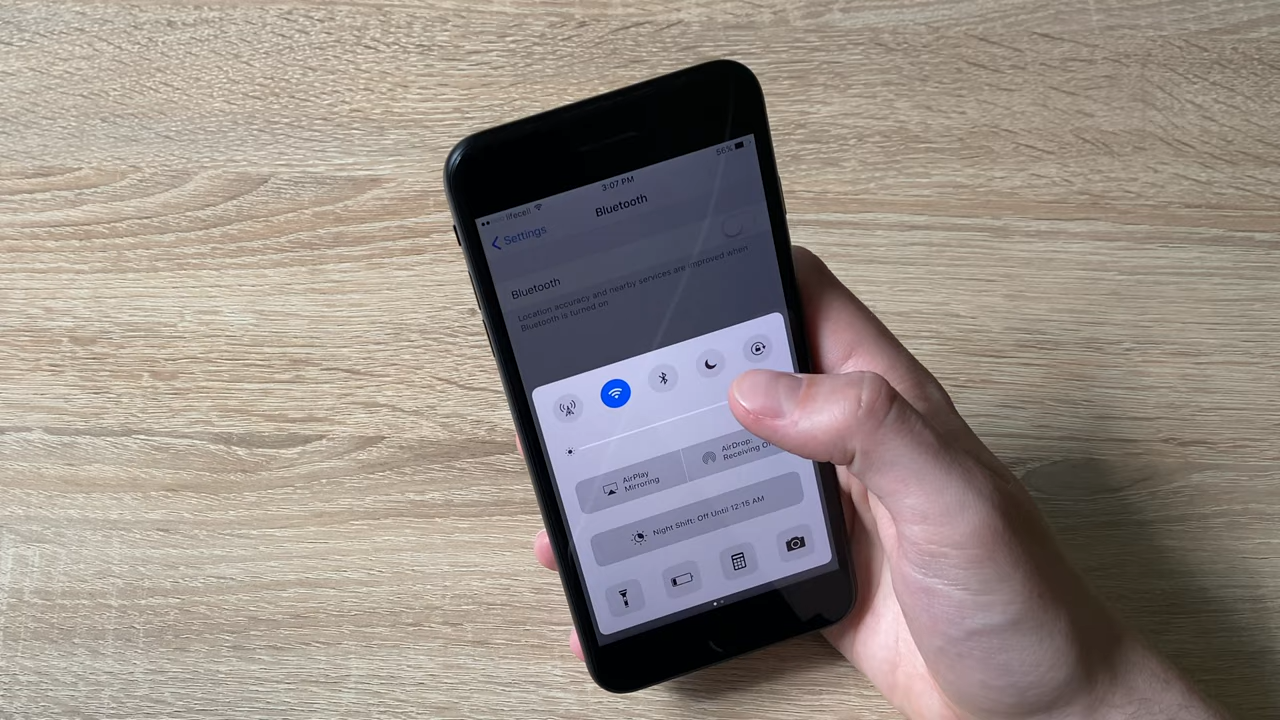 lifecell
3:07 PM
56%
Settings
Bluetooth
Bluetooth
Location accuracy and nearby services are improved when
Bluetooth is turned on
AirPlay
Mirroring
AirDrop:
Receiving
Night Shift: Off Until 12:15 AM